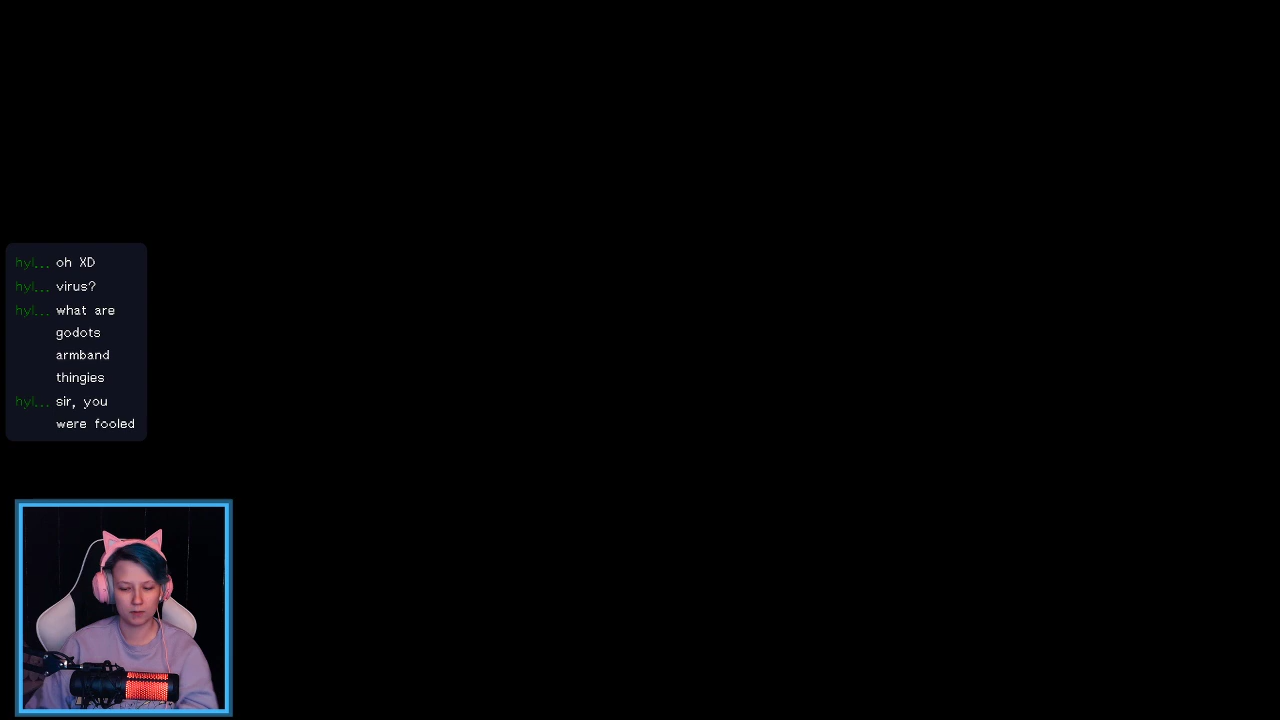 hyl... oh XD
hyl... virus?
hyl... what are
godots
armband
thingies
hyl... sir, you
were fooled